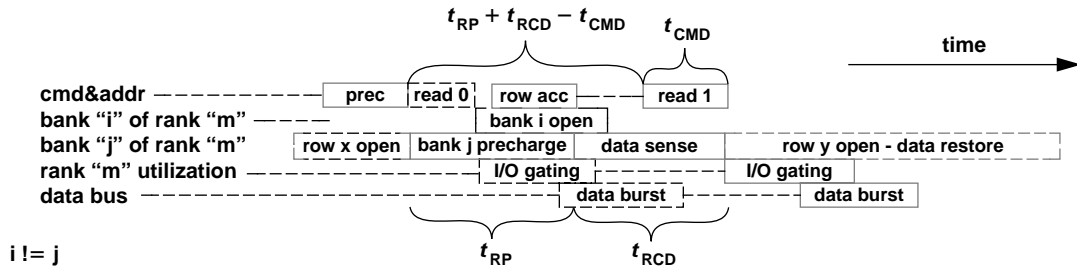 tRP + tRCD − tCMD
tCMD
time
cmd&addr prec read 0 row acc read 1
bank “i” of rank “m” bank i open
bank “j” of rank “m” row x open bank j precharge data sense row y open - data restore
rank “m” utilization I/O gating I/O gating
data bus data burst data burst
tRP tRCD
i != j